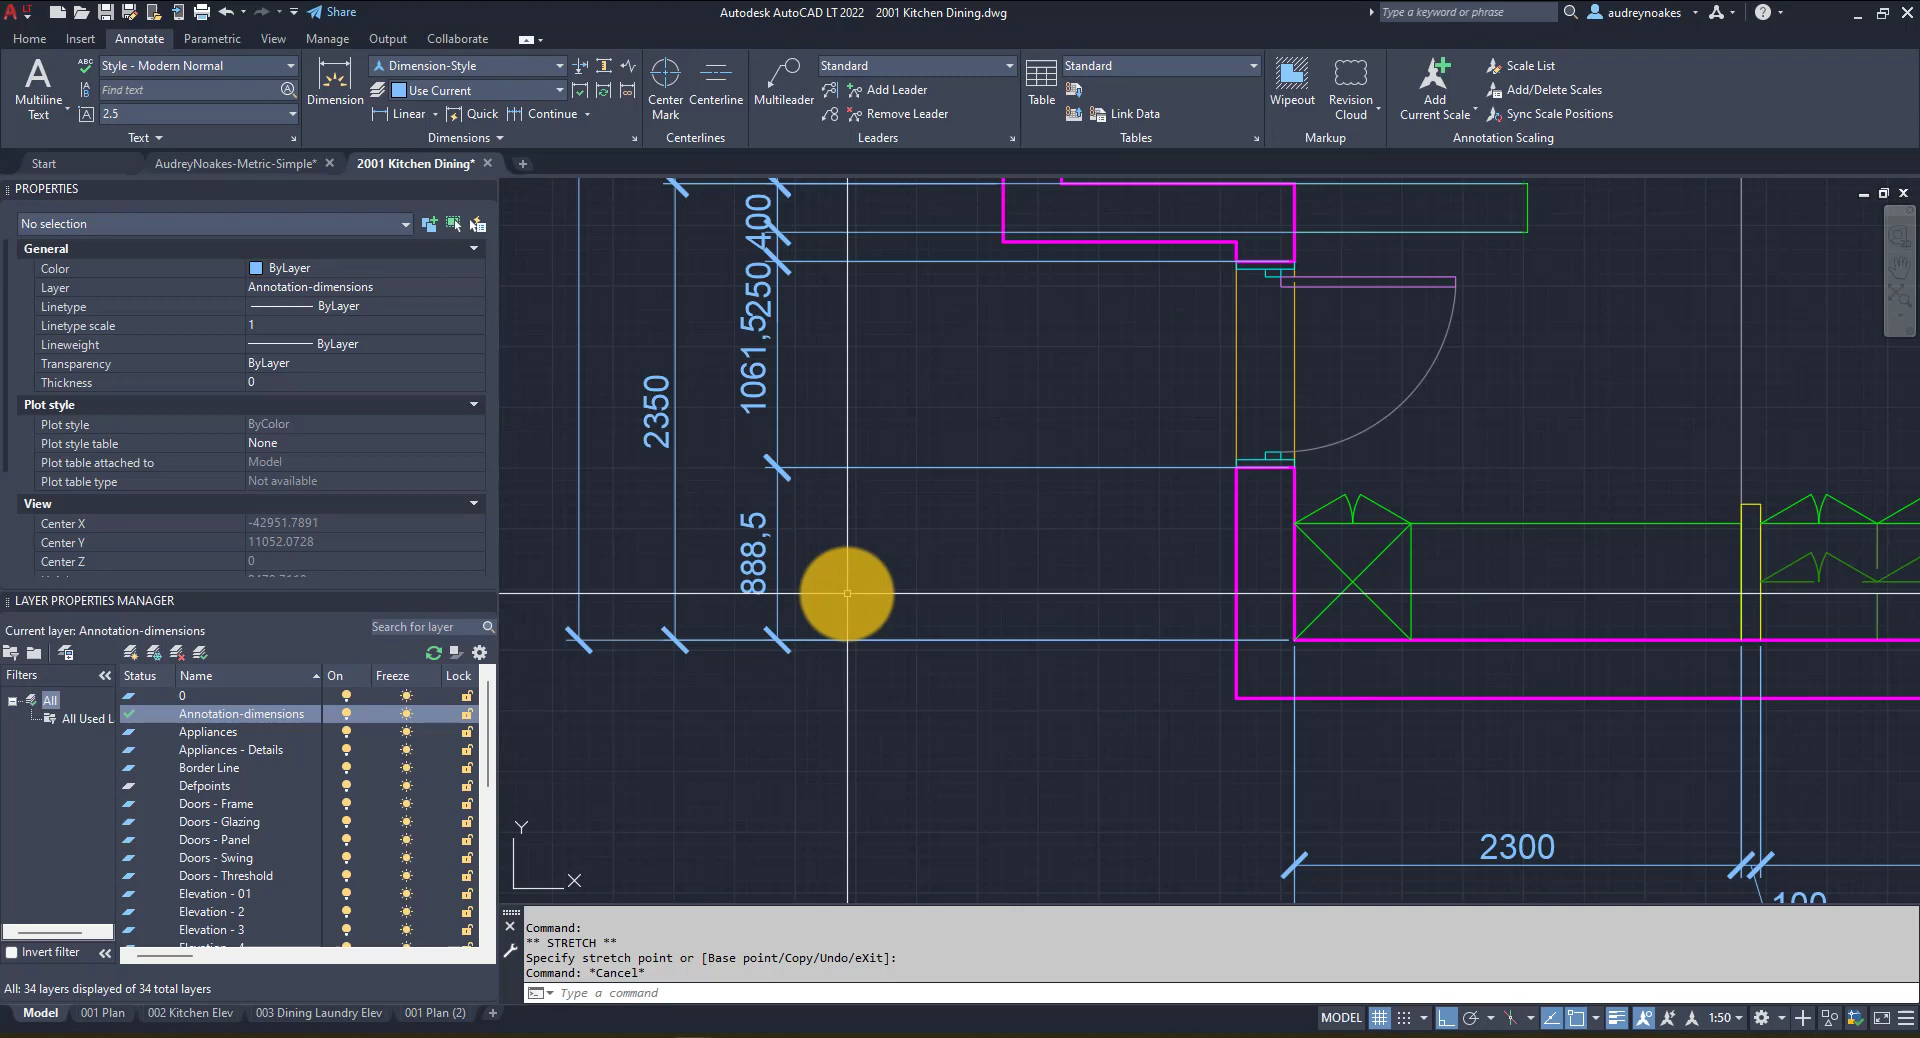 LT
Share
Autodesk AutoCAD LT 2022 2001 Kitchen Dining.dwg
Type a keyword or phrase
audreynoakes
Home Insert Annotate Parametric View Manage Output Collaborate
Multiline Text
ABC
Style - Modern Normal
Find text
2.5
Text
Dimension
Dimension-Style
Use Current
Linear Quick Continue
Dimensions
Center Mark
Centerline
Centerlines
Multileader
Standard
Add Leader
Remove Leader
Leaders
Table
Standard
Link Data
Tables
Wipeout
Revision Cloud
Markup
Add Current Scale
Scale List
Add/Delete Scales
Sync Scale Positions
Annotation Scaling
Start AudreyNoakes-Metric-Simple* 2001 Kitchen Dining*
PROPERTIES
No selection
General
Color ByLayer
Layer Annotation-dimensions
Linetype ByLayer
Linetype scale 1
Lineweight ByLayer
Transparency ByLayer
Thickness 0
Plot style
Plot style ByColor
Plot style table None
Plot table attached to Model
Plot table type Not available
View
Center X -42951.7891
Center Y 11052.0728
Center Z 0
LAYER PROPERTIES MANAGER
Current layer: Annotation-dimensions
Search for layer
Filters
All
All Used L
Status Name On Freeze Lock
0
Annotation-dimensions
Appliances
Appliances - Details
Border Line
Defpoints
Doors - Frame
Doors - Glazing
Doors - Panel
Doors - Swing
Doors - Threshold
Elevation - 01
Elevation - 2
Elevation - 3
Invert filter
All: 34 layers displayed of 34 total layers
400
250
1061,5
2350
888,5
2300
100
Y
X
Command:
** STRETCH **
Specify stretch point or [Base point/Copy/Undo/eXit]:
Command: *Cancel*
Type a command
Model 001 Plan 002 Kitchen Elev 003 Dining Laundry Elev 001 Plan (2)
MODEL
1:50